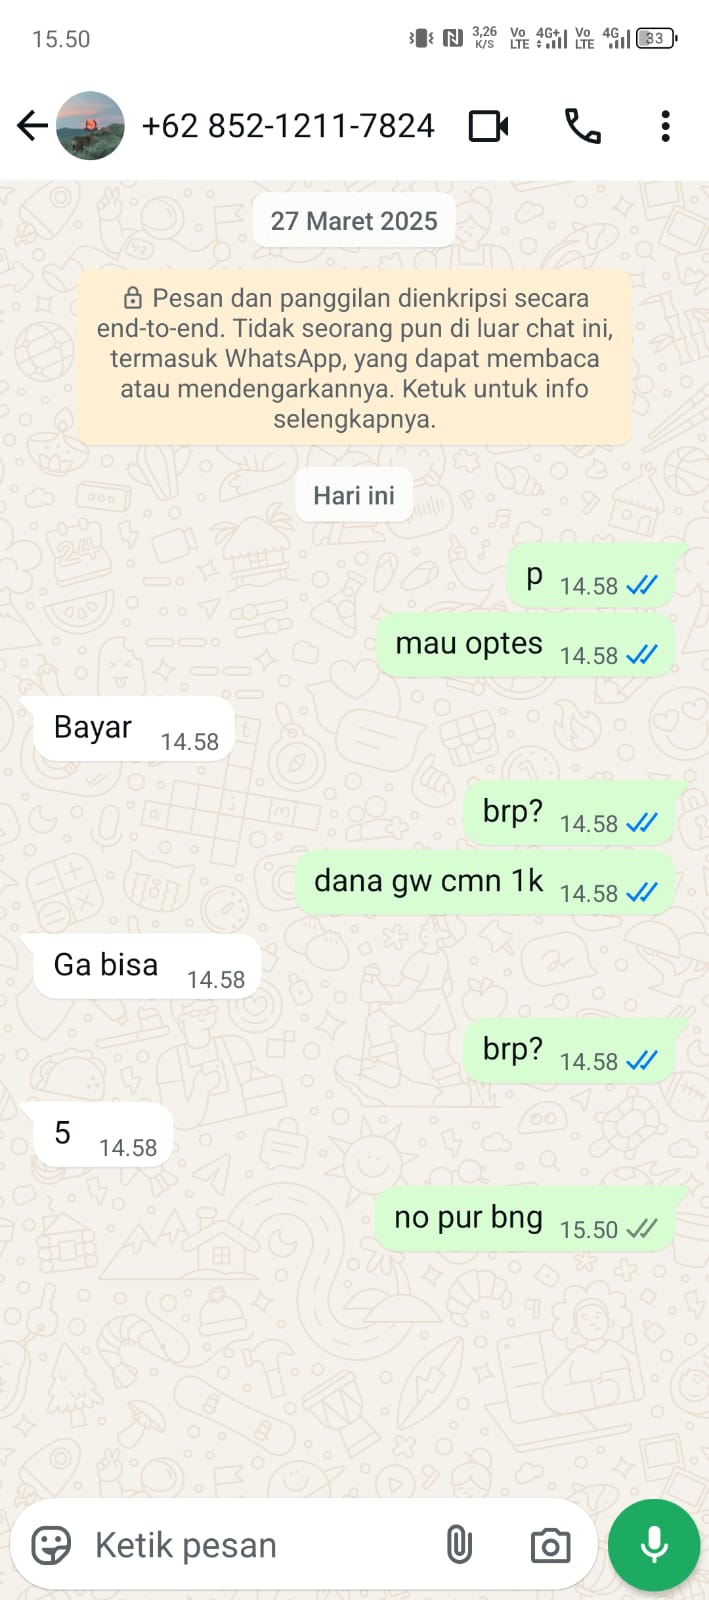 15.50
3,26 K/S Vo LTE 4G+ Vo LTE 4G 33
+62 852-1211-7824
27 Maret 2025
Pesan dan panggilan dienkripsi secara
end-to-end. Tidak seorang pun di luar chat ini,
termasuk WhatsApp, yang dapat membaca
atau mendengarkannya. Ketuk untuk info
selengkapnya.
Hari ini
p 14.58
mau optes 14.58
Bayar 14.58
brp? 14.58
dana gw cmn 1k 14.58
Ga bisa 14.58
brp? 14.58
5 14.58
no pur bng 15.50
Ketik pesan